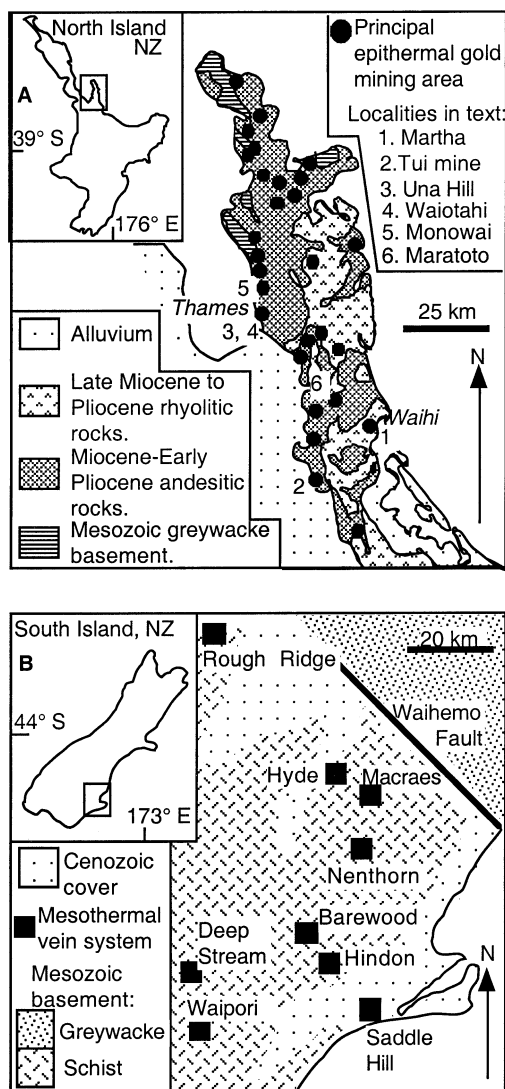 North Island
NZ
A
39° S
176° E
Principal
epithermal gold
mining area
Localities in text:
1. Martha
2.Tui mine
3. Una Hill
4. Waiotahi
5. Monowai
6. Maratoto
25 km
N
5
Thames
3, 4
6
Waihi
1
2
Alluvium
Late Miocene to
Pliocene rhyolitic
rocks.
Miocene-Early
Pliocene andesitic
rocks.
Mesozoic greywacke
basement.
South Island, NZ
B
44° S
173° E
20 km
Rough Ridge
Waihemo
Fault
Hyde
Macraes
Nenthorn
Barewood
Deep
Stream
Hindon
Waipori
Saddle
Hill
N
Cenozoic
cover
Mesothermal
vein system
Mesozoic
basement:
Greywacke
Schist